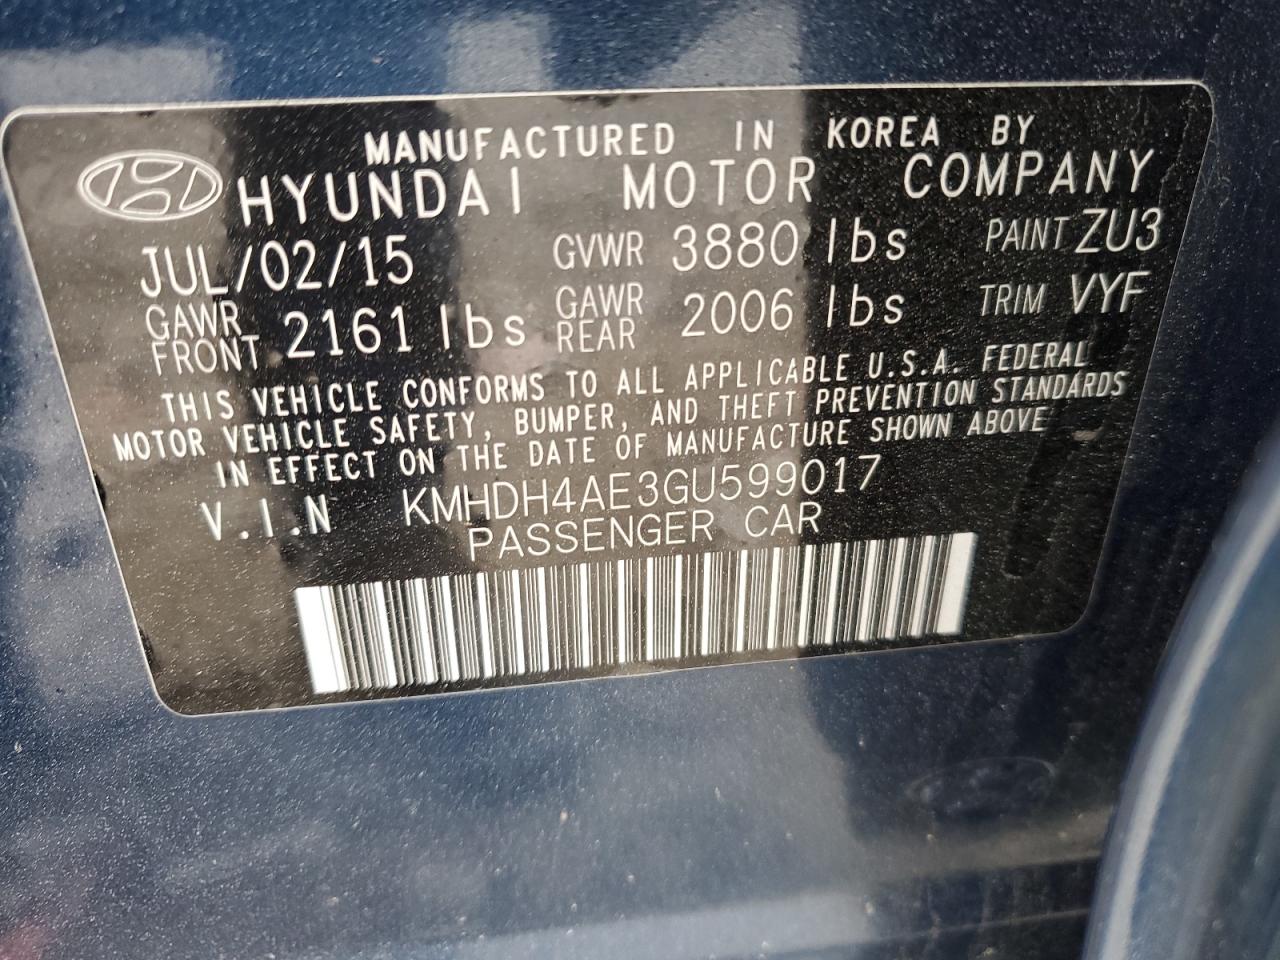 MANUFACTURED IN KOREA BY
HYUNDAI MOTOR COMPANY
JUL/02/15 GVWR 3880 lbs PAINT ZU3
GAWR FRONT 2161 lbs GAWR REAR 2006 lbs TRIM VYF
THIS VEHICLE CONFORMS TO ALL APPLICABLE U.S.A. FEDERAL
MOTOR VEHICLE SAFETY, BUMPER, AND THEFT PREVENTION STANDARDS
IN EFFECT ON THE DATE OF MANUFACTURE SHOWN ABOVE
V.I.N KMHDH4AE3GU599017
PASSENGER CAR